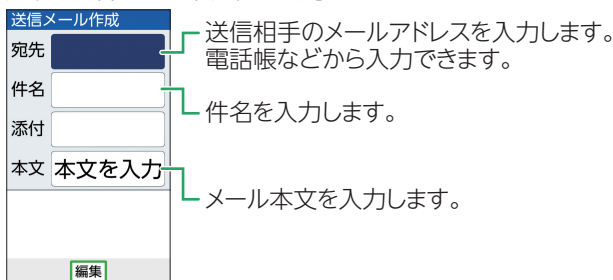 送信メール作成
宛先
送信相手のメールアドレスを入力します。
電話帳などから入力できます。
件名
件名を入力します。
添付
本文 本文を入力
メール本文を入力します。
編集